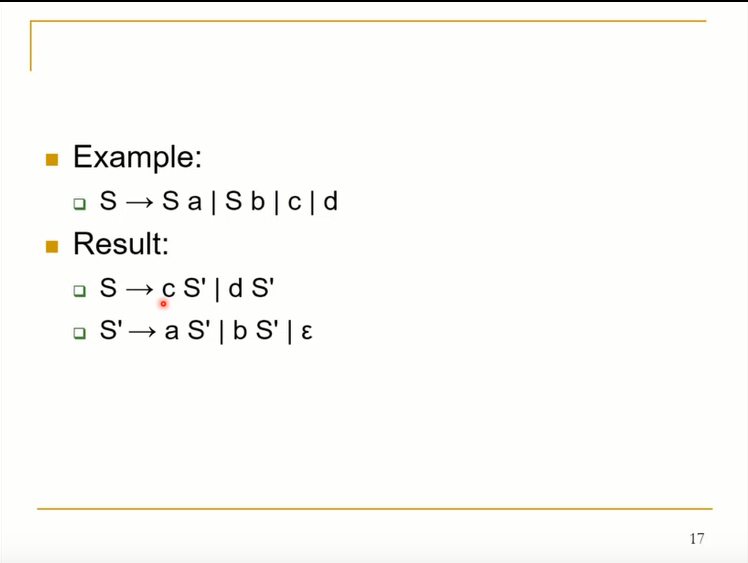 Example:
S → S a | S b | c | d
Result:
S → c S' | d S'
S' → a S' | b S' | ε
17